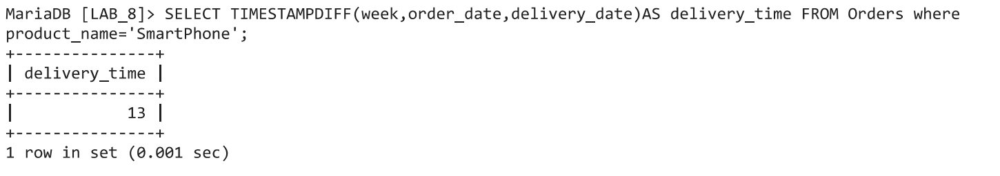 MariaDB [LAB_8]> SELECT TIMESTAMPDIFF(week,order_date,delivery_date)AS delivery_time FROM Orders where
product_name='SmartPhone';
+---------------+
| delivery_time |
+---------------+
|            13 |
+---------------+
1 row in set (0.001 sec)